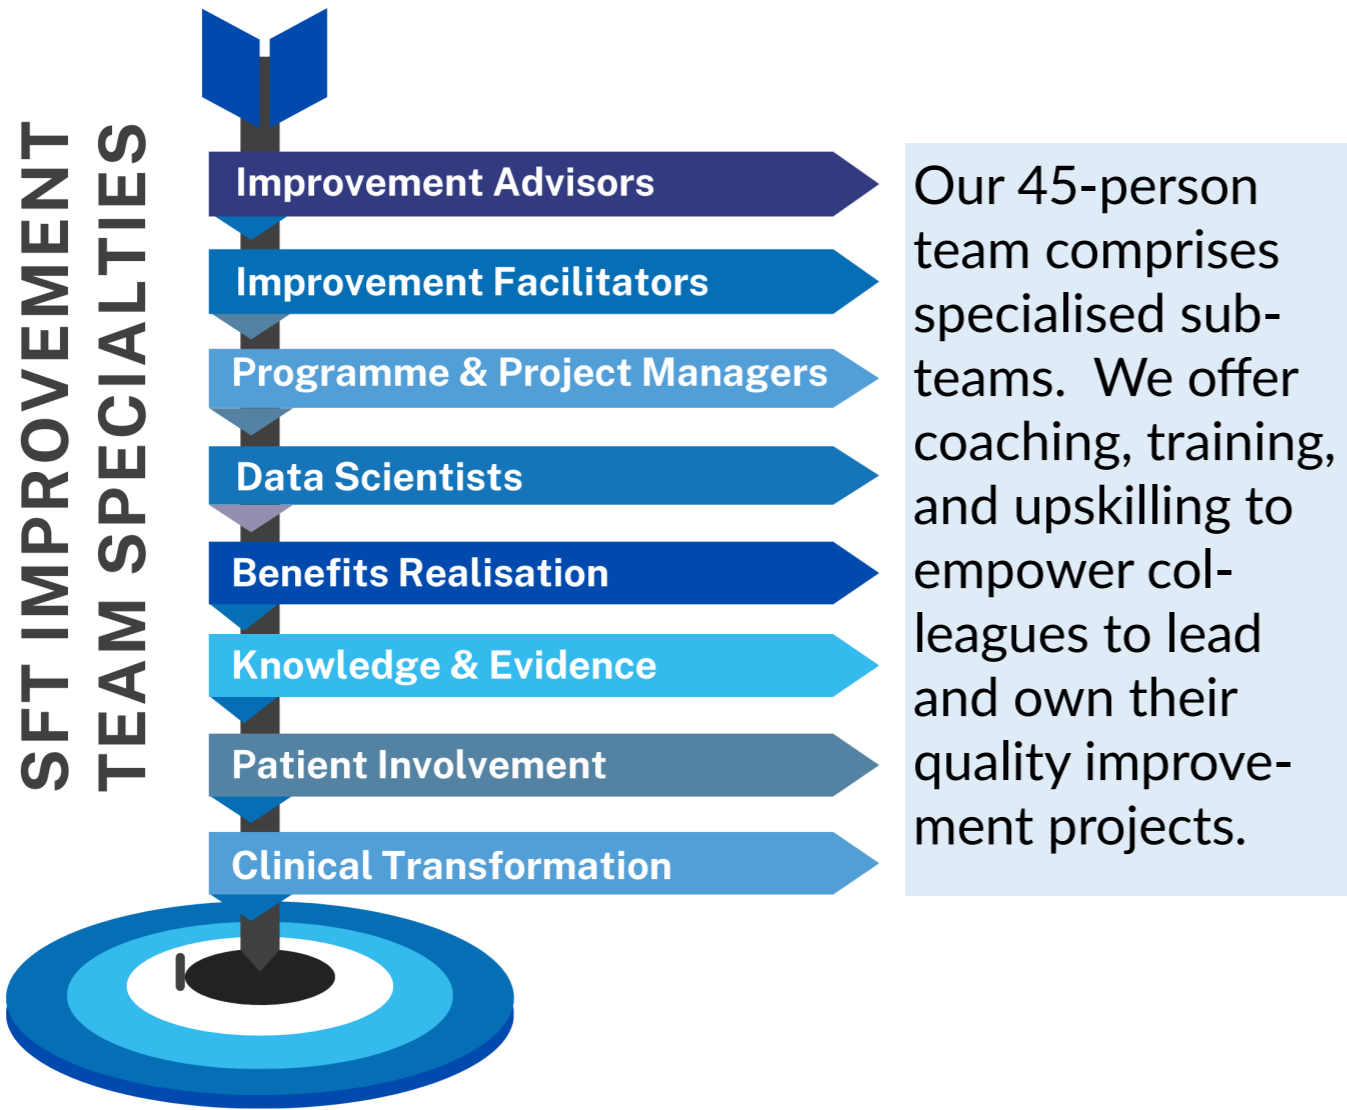 SFT IMPROVEMENT
TEAM SPECIALTIES
Improvement Advisors
Improvement Facilitators
Programme & Project Managers
Data Scientists
Benefits Realisation
Knowledge & Evidence
Patient Involvement
Clinical Transformation
Our 45-person
team comprises
specialised sub-
teams.  We offer
coaching, training,
and upskilling to
empower col-
leagues to lead
and own their
quality improve-
ment projects.